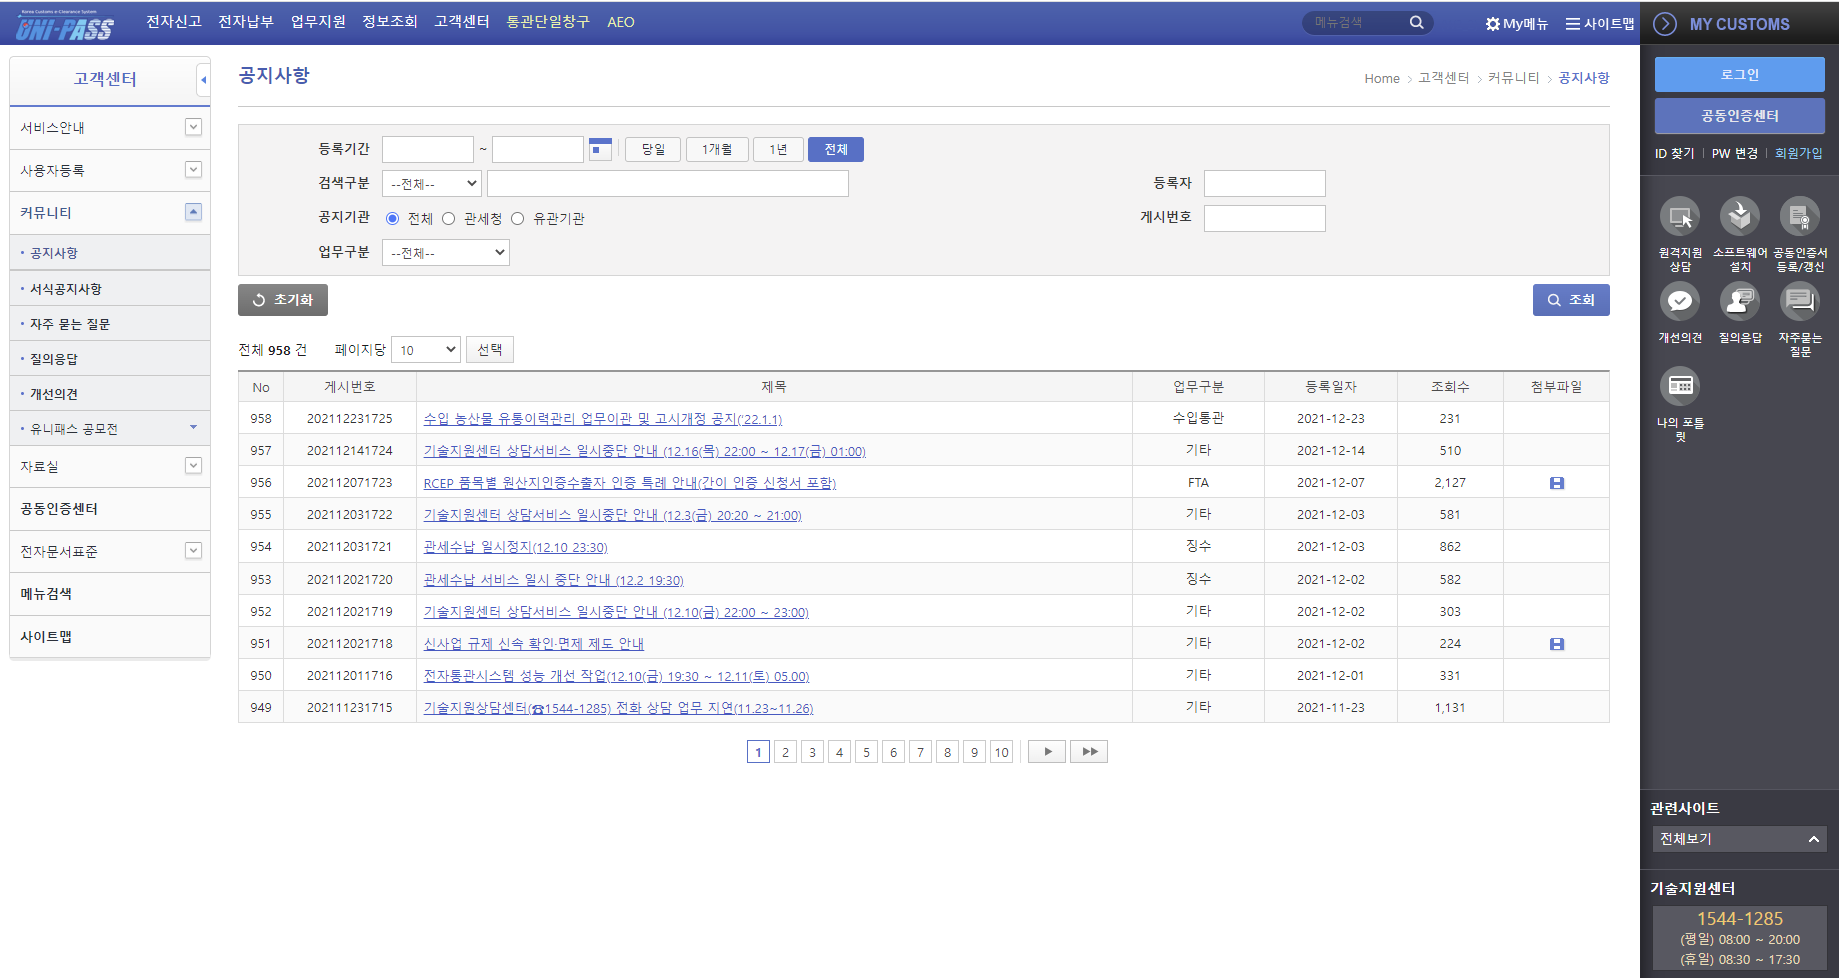 Korea Customs e-Clearance System
UNI-PASS
전자신고 전자납부 업무지원 정보조회 고객센터 통관단일창구 AEO
메뉴검색
My메뉴 사이트맵
MY CUSTOMS
고객센터
서비스안내
사용자등록
커뮤니티
· 공지사항
· 서식공지사항
· 자주 묻는 질문
· 질의응답
· 개선의견
· 유니패스 공모전
자료실
공동인증센터
전자문서표준
메뉴검색
사이트맵
공지사항
Home > 고객센터 > 커뮤니티 > 공지사항
등록기간 ~ 당일 1개월 1년 전체
검색구분 --전체-- 등록자
공지기관 전체 관세청 유관기관 게시번호
업무구분 --전체--
초기화 조회
전체 958 건 페이지당 10 선택
No 게시번호 제목 업무구분 등록일자 조회수 첨부파일
958 202112231725 수입 농산물 유통이력관리 업무이관 및 고시개정 공지('22.1.1) 수입통관 2021-12-23 231
957 202112141724 기술지원센터 상담서비스 일시중단 안내 (12.16(목) 22:00 ~ 12.17(금) 01:00) 기타 2021-12-14 510
956 202112071723 RCEP 품목별 원산지인증수출자 인증 특례 안내(간이 인증 신청서 포함) FTA 2021-12-07 2,127
955 202112031722 기술지원센터 상담서비스 일시중단 안내 (12.3(금) 20:20 ~ 21:00) 기타 2021-12-03 581
954 202112031721 관세수납 일시정지(12.10 23:30) 징수 2021-12-03 862
953 202112021720 관세수납 서비스 일시 중단 안내 (12.2 19:30) 징수 2021-12-02 582
952 202112021719 기술지원센터 상담서비스 일시중단 안내 (12.10(금) 22:00 ~ 23:00) 기타 2021-12-02 303
951 202112021718 신사업 규제 신속 확인·면제 제도 안내 기타 2021-12-02 224
950 202112011716 전자통관시스템 성능 개선 작업(12.10(금) 19:30 ~ 12.11(토) 05.00) 기타 2021-12-01 331
949 202111231715 기술지원상담센터(☎1544-1285) 전화 상담 업무 지연(11.23~11.26) 기타 2021-11-23 1,131
1 2 3 4 5 6 7 8 9 10
로그인
공동인증센터
ID 찾기 | PW 변경 | 회원가입
원격지원 상담
소프트웨어 설치
공동인증서 등록/갱신
개선의견
질의응답
자주묻는 질문
나의 포틀릿
관련사이트
전체보기
기술지원센터
1544-1285
(평일) 08:00 ~ 20:00
(휴일) 08:30 ~ 17:30